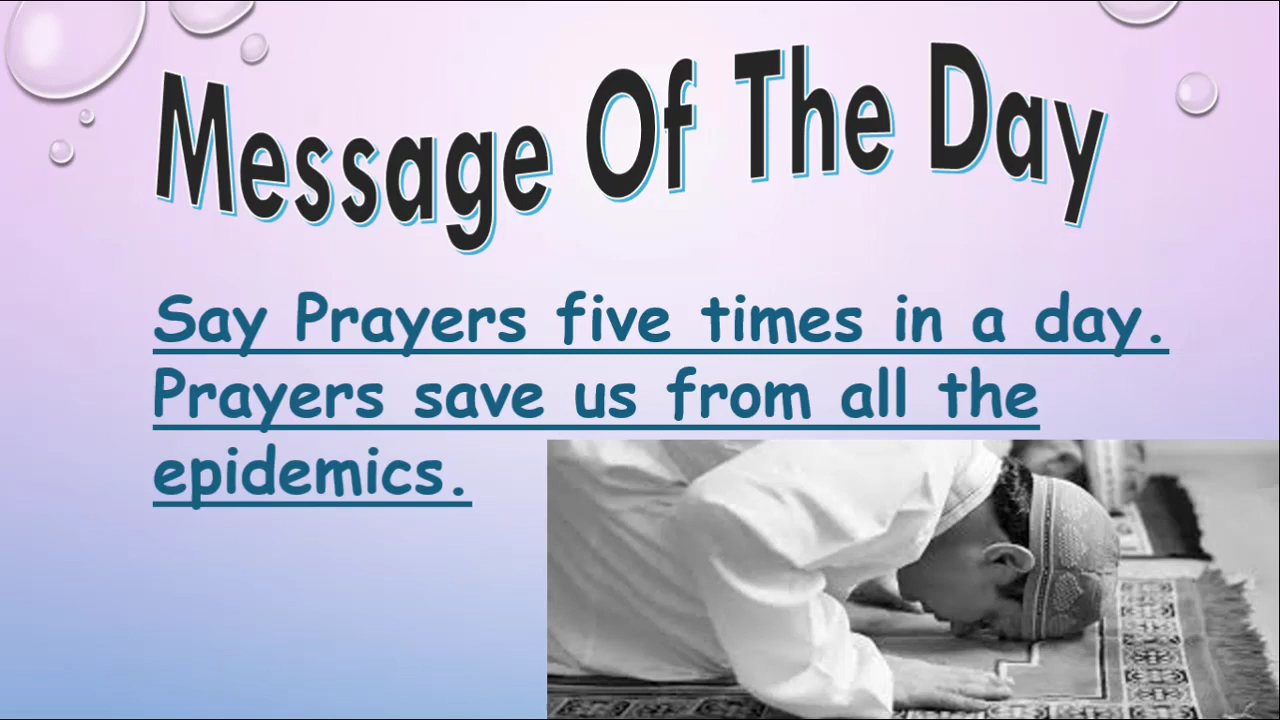 Message Of The Day
Say Prayers five times in a day.
Prayers save us from all the
epidemics.